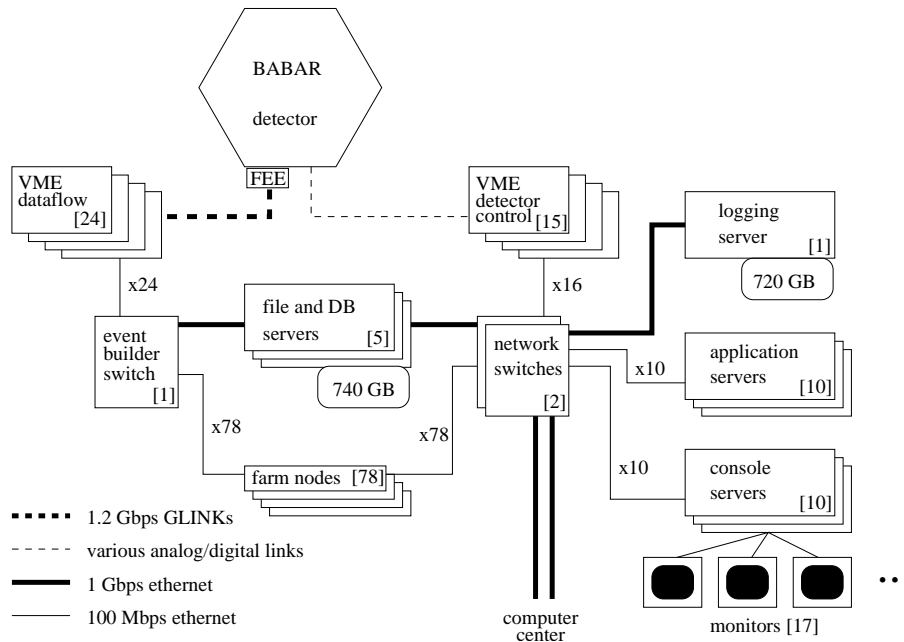 BABAR
detector
FEE
VME
dataflow
[24]
VME
detector
control
[15]
logging
server
[1]
720 GB
x24
x16
file and DB
servers
[5]
740 GB
event
builder
switch
[1]
network
switches
[2]
x10
application
servers
[10]
x78
x78
farm nodes [78]
x10
console
servers
[10]
1.2 Gbps GLINKs
various analog/digital links
1 Gbps ethernet
100 Mbps ethernet
computer
center
monitors [17]